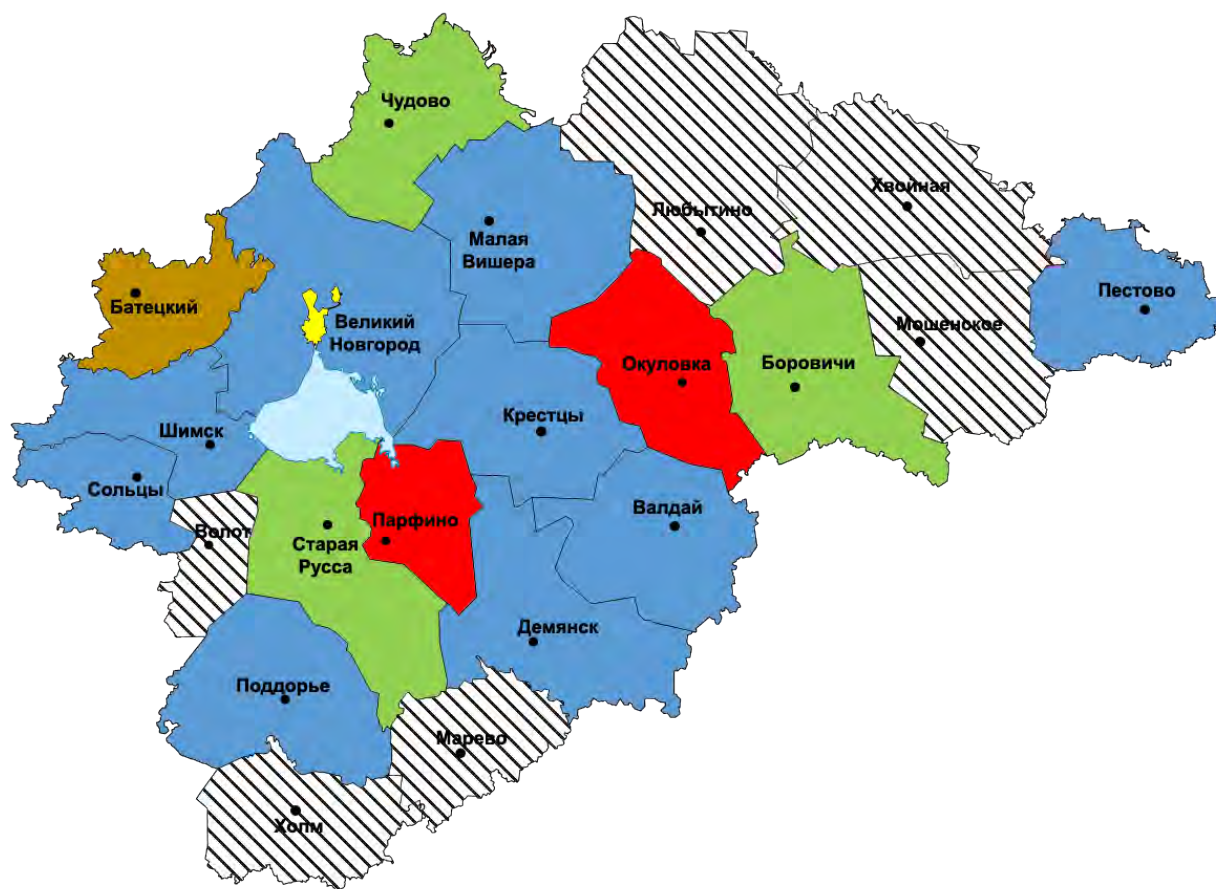 Чудово
Хвойная
Любытино
Малая
Вишера
Пестово
Батецкий
Великий
Новгород
Мошенское
Окуловка
Боровичи
Крестцы
Шимск
Сольцы
Валдай
Волот
Парфино
Старая
Русса
Демянск
Поддорье
Марево
Холм